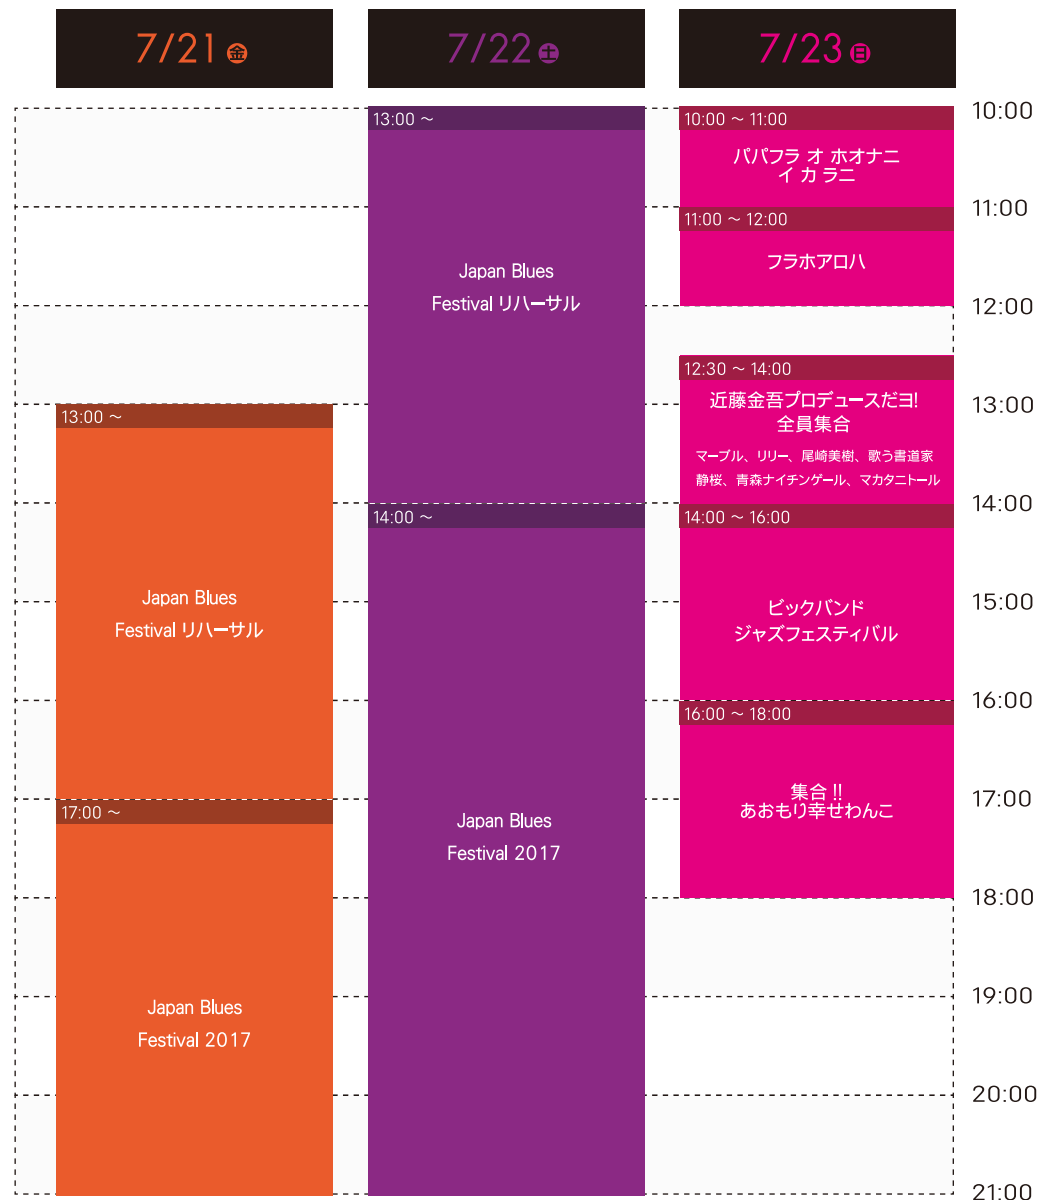 7/21 金
13:00 ～
Japan Blues
Festival リハーサル
17:00 ～
Japan Blues
Festival 2017
7/22 土
13:00 ～
Japan Blues
Festival リハーサル
14:00 ～
Japan Blues
Festival 2017
7/23 日
10:00 ～ 11:00
パパフラ オ ホオナニ
イ カ ラニ
11:00 ～ 12:00
フラホアロハ
12:30 ～ 14:00
近藤金吾プロデュースだヨ!
全員集合
マーブル、リリー、尾崎美樹、歌う書道家
静桜、青森ナイチンゲール、マカタニトール
14:00 ～ 16:00
ビックバンド
ジャズフェスティバル
16:00 ～ 18:00
集合 !!
あおもり幸せわんこ
10:00
11:00
12:00
13:00
14:00
15:00
16:00
17:00
18:00
19:00
20:00
21:00